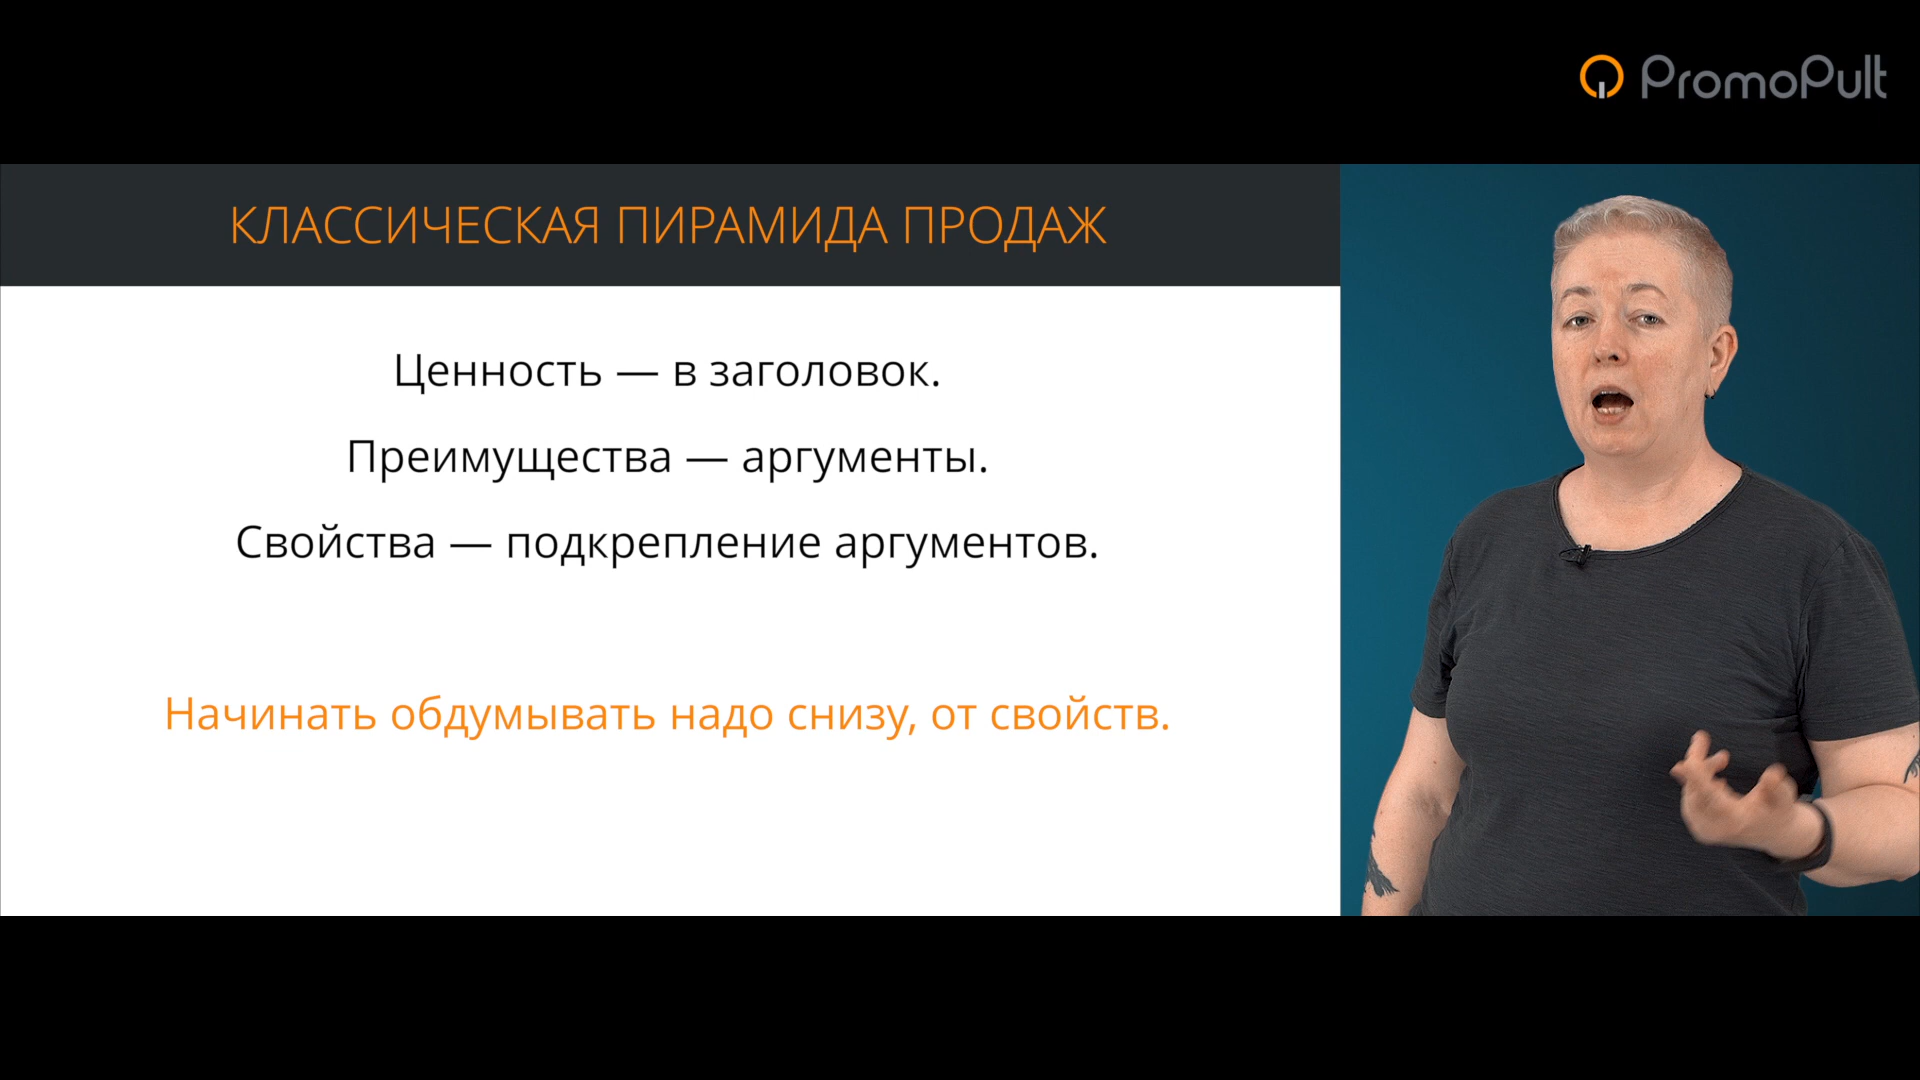 PromoPult
КЛАССИЧЕСКАЯ ПИРАМИДА ПРОДАЖ
Ценность — в заголовок.
Преимущества — аргументы.
Свойства — подкрепление аргументов.
Начинать обдумывать надо снизу, от свойств.